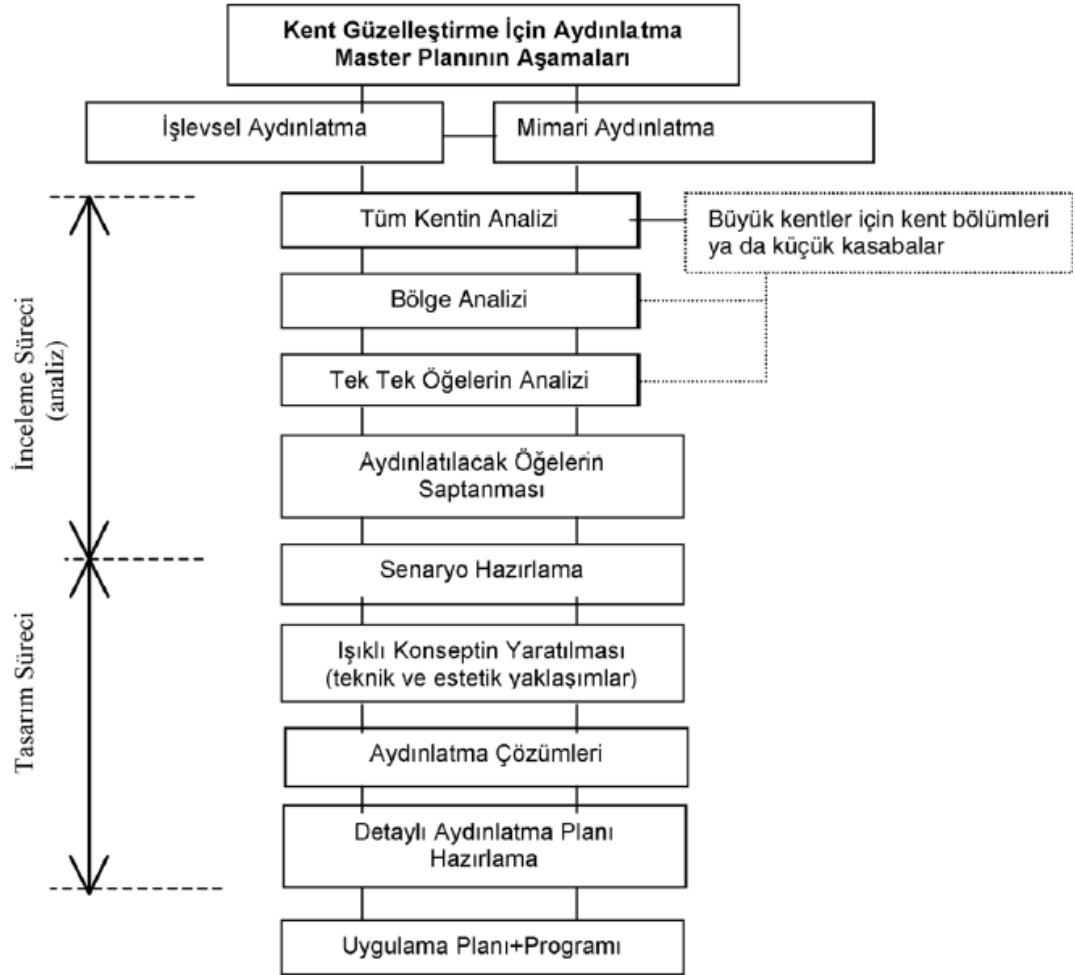 Kent Güzelleştirme İçin Aydınlatma
Master Planının Aşamaları
İşlevsel Aydınlatma
Mimari Aydınlatma
Tüm Kentin Analizi
Büyük kentler için kent bölümleri
ya da küçük kasabalar
Bölge Analizi
Tek Tek Öğelerin Analizi
Aydınlatılacak Öğelerin
Saptanması
Senaryo Hazırlama
Işıklı Konseptin Yaratılması
(teknik ve estetik yaklaşımlar)
Aydınlatma Çözümleri
Detaylı Aydınlatma Planı
Hazırlama
Uygulama Planı+Programı
İnceleme Süreci
(analiz)
Tasarım Süreci